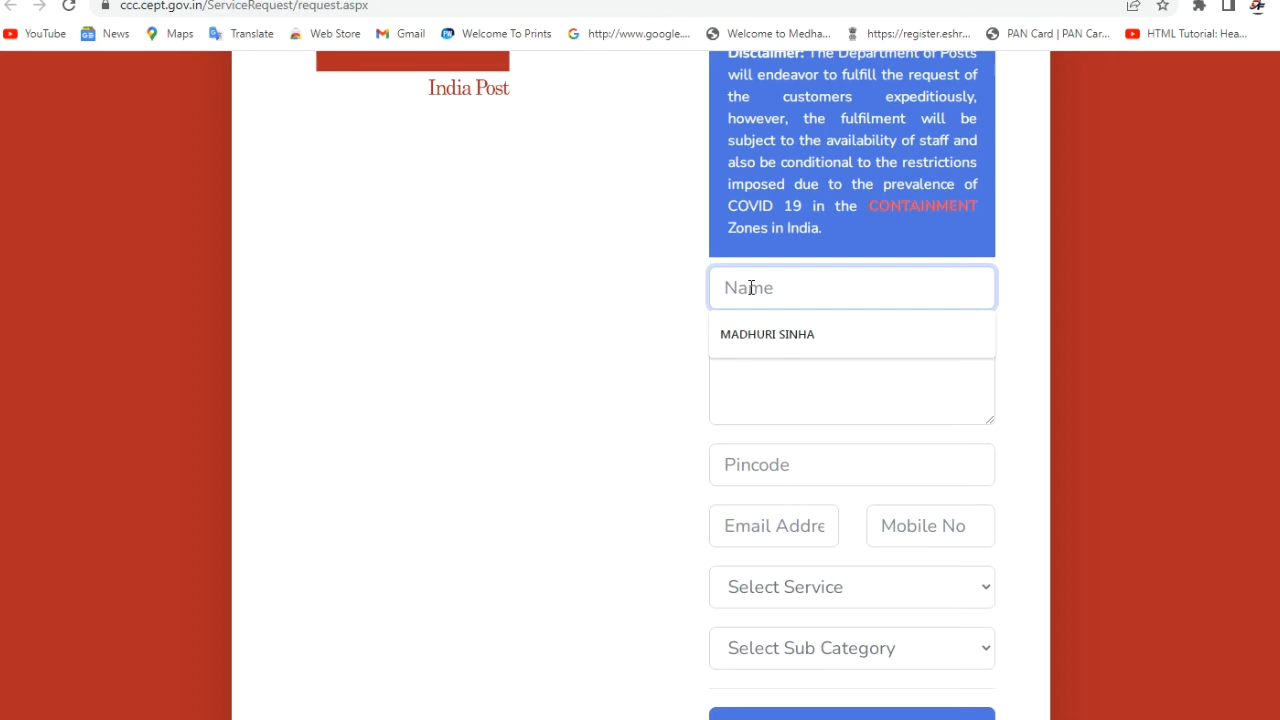 ccc.cept.gov.in/ServiceRequest/request.aspx
YouTube News Maps Translate Web Store Gmail Welcome To Prints http://www.google.... Welcome to Medha... https://register.eshr... PAN Card | PAN Car... HTML Tutorial: Hea...
India Post
Disclaimer: The Department of Posts
will endeavor to fulfill the request of
the customers expeditiously,
however, the fulfilment will be
subject to the availability of staff and
also be conditional to the restrictions
imposed due to the prevalence of
COVID 19 in the CONTAINMENT
Zones in India.
Name
MADHURI SINHA
Pincode
Email Addre Mobile No
Select Service
Select Sub Category